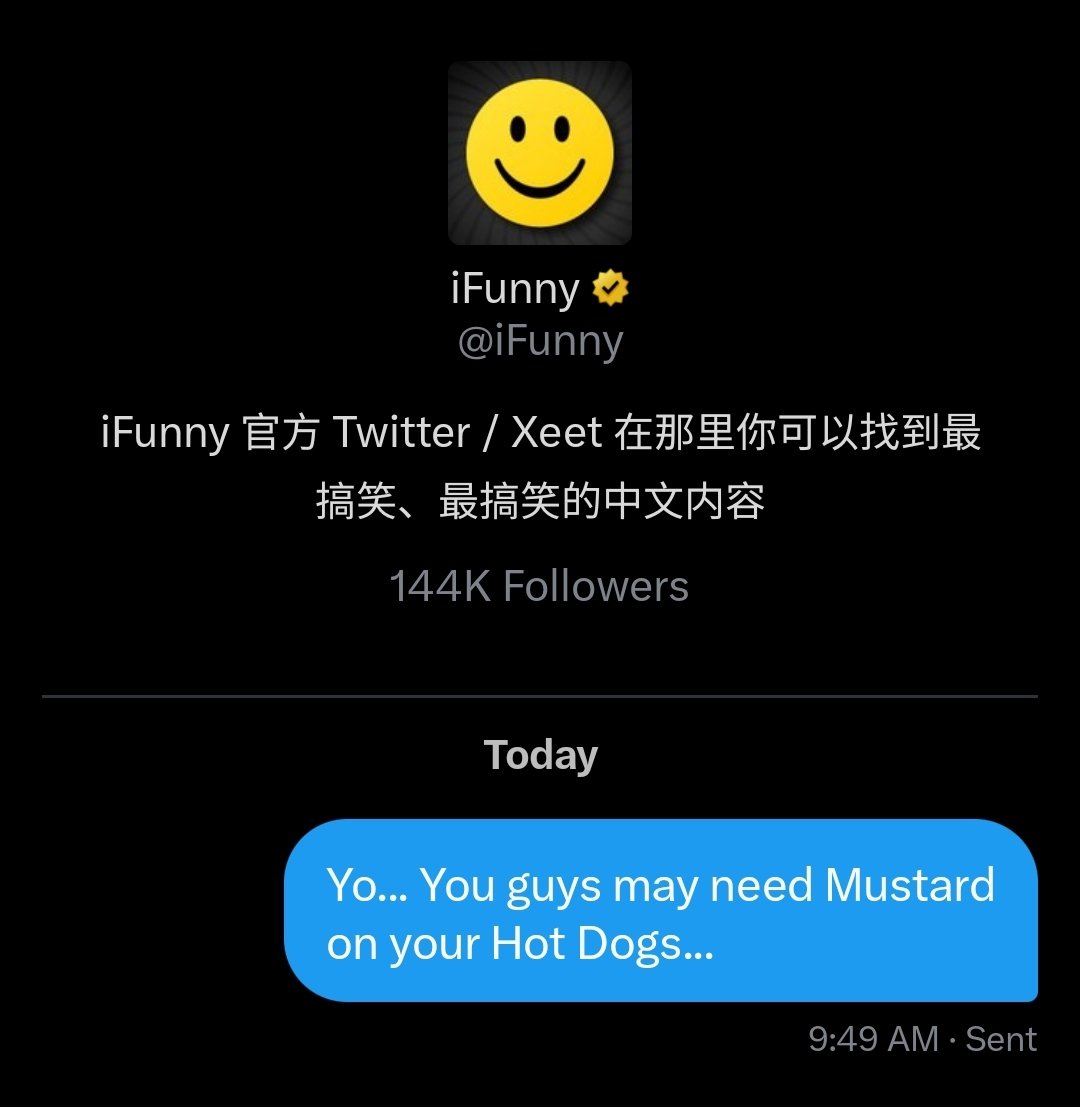 iFunny
@iFunny
iFunny 官方 Twitter / Xeet 在那里你可以找到最
搞笑、最搞笑的中文内容
144K Followers
Today
Yo... You guys may need Mustard
on your Hot Dogs...
9:49 AM · Sent